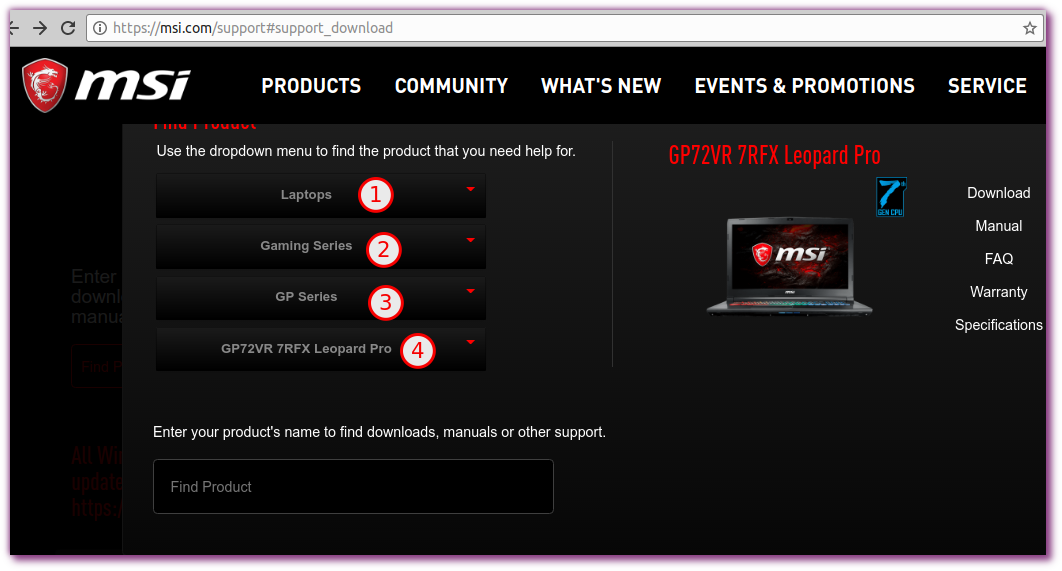 https://msi.com/support#support_download
msi
PRODUCTS COMMUNITY WHAT'S NEW EVENTS & PROMOTIONS SERVICE
Find Product
Use the dropdown menu to find the product that you need help for.
Laptops 1
Gaming Series 2
GP Series 3
GP72VR 7RFX Leopard Pro 4
Enter your product's name to find downloads, manuals or other support.
Find Product
GP72VR 7RFX Leopard Pro
7th
GEN CPU
msi
Download
Manual
FAQ
Warranty
Specifications
Enter
downl
manua
Find P
All Wi
update
https:/